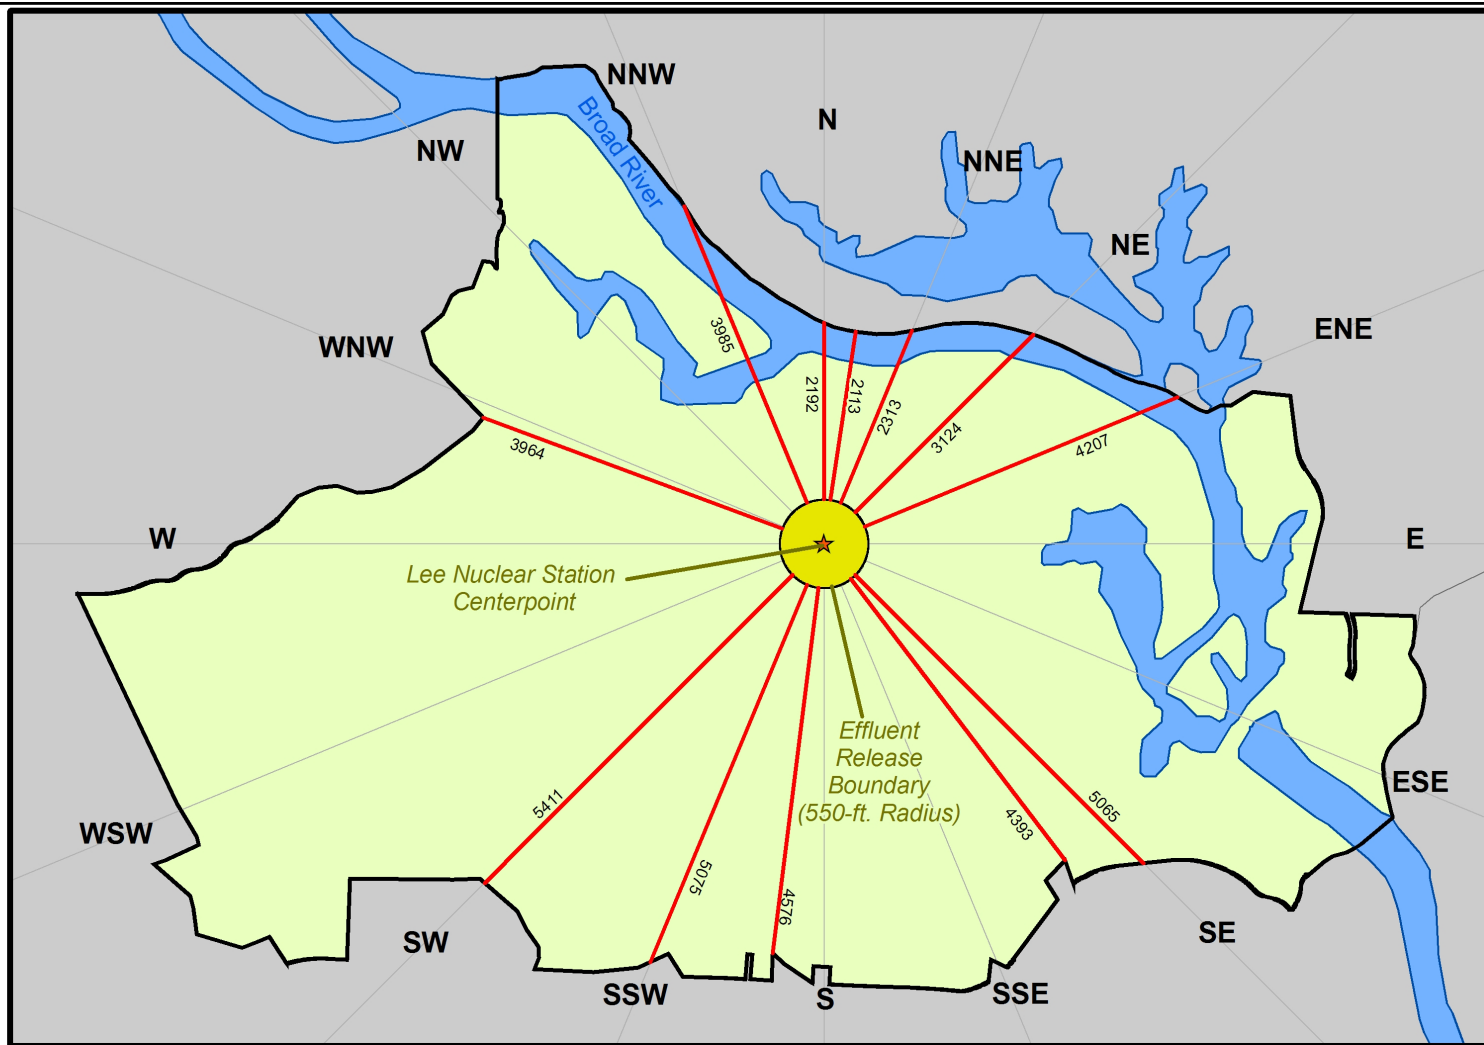 NNW
N
NW
Broad River
NNE
NE
ENE
WNW
3985
2192
2113
2313
3124
4207
3964
W
E
Lee Nuclear Station
Centerpoint
Effluent
Release
Boundary
(550-ft. Radius)
5411
5075
4576
4393
5065
ESE
WSW
SW
SSW
S
SSE
SE